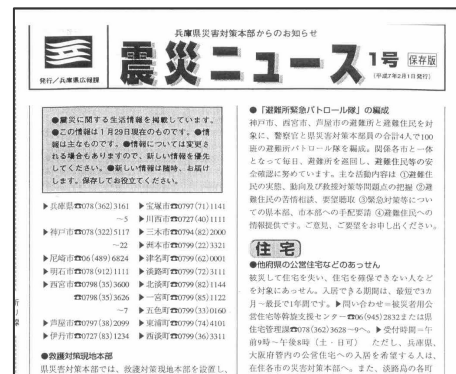 兵庫県災害対策本部からのお知らせ
震災ニュース 1号 保存版
(平成7年2月1日発行)
発行/兵庫県広報課
●震災に関する生活情報を掲載しています。
●この情報は1月29日現在のものです。●情
報は主なものです。●情報については変更さ
れる場合もありますので、新しい情報を優先
してください。●新しい情報は随時、お届け
します。保存してお役立てください。
▶兵庫県☎078(362)3161
～5
▶神戸市☎078(322)5117
～22
▶尼崎市☎06(489)6824
▶明石市☎078(912)1111
▶西宮市☎0798(35)3600
☎0798(35)3626
～7
▶芦屋市☎0797(38)2099
▶伊丹市☎0727(83)1234
▶宝塚市☎0797(71)1141
▶川西市☎0727(40)1111
▶三木市☎0794(82)2000
▶洲本市☎0799(22)3321
▶津名町☎0799(62)0001
▶淡路町☎0799(72)3111
▶北淡町☎0799(82)1144
▶一宮町☎0799(85)1122
▶五色町☎0799(33)0160
▶東浦町☎0799(74)4101
▶西淡町☎0799(36)3311
●救護対策現地本部
県災害対策本部では、救護対策現地本部を設置し、
●「避難所緊急パトロール隊」の編成
神戸市、西宮市、芦屋市の避難所と避難住民を対
象に、警察官と県災害対策本部員の合計4人で100
班の避難所パトロール隊を編成。関係各市と一体
となって毎日、避難所を巡回し、避難住民等の安
全確認に努めています。主な活動内容は ①避難住
民の実態、動向及び救援対策等問題点の把握 ②避
難住民の苦情相談、要望聴取 ③緊急対策等につい
ての県本部、市本部への手配要請 ④避難住民への
情報提供です。ご意見、ご要望をお申し出ください。
住宅
●他府県の公営住宅などのあっせん
被災して住宅を失い、住宅を確保できない人など
を対象にあっせん。入居できる期間は、最短で3カ
月～最長で1年間です。▶問い合わせ＝被災者用公
営住宅等斡旋支援センター☎06(945)2832または県
住宅管理課☎078(362)3628～9へ。▶受付時間＝午
前9時～午後8時（土・日可） ただし、兵庫県、
大阪府管内の公営住宅への入居を希望する人は、
在住各市の災害対策本部へ。また、淡路島の各町
折り線